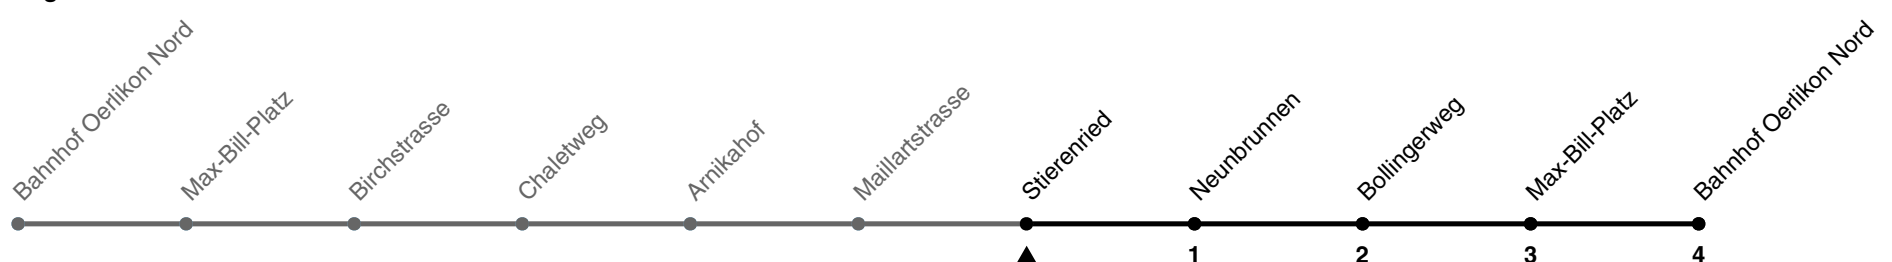 Bahnhof Oerlikon Nord
Max-Bill-Platz
Birchstrasse
Chaletweg
Arnikahof
Maillartstrasse
Stierenried
Neunbrunnen
Bollingerweg
Max-Bill-Platz
Bahnhof Oerlikon Nord
1 2 3 4